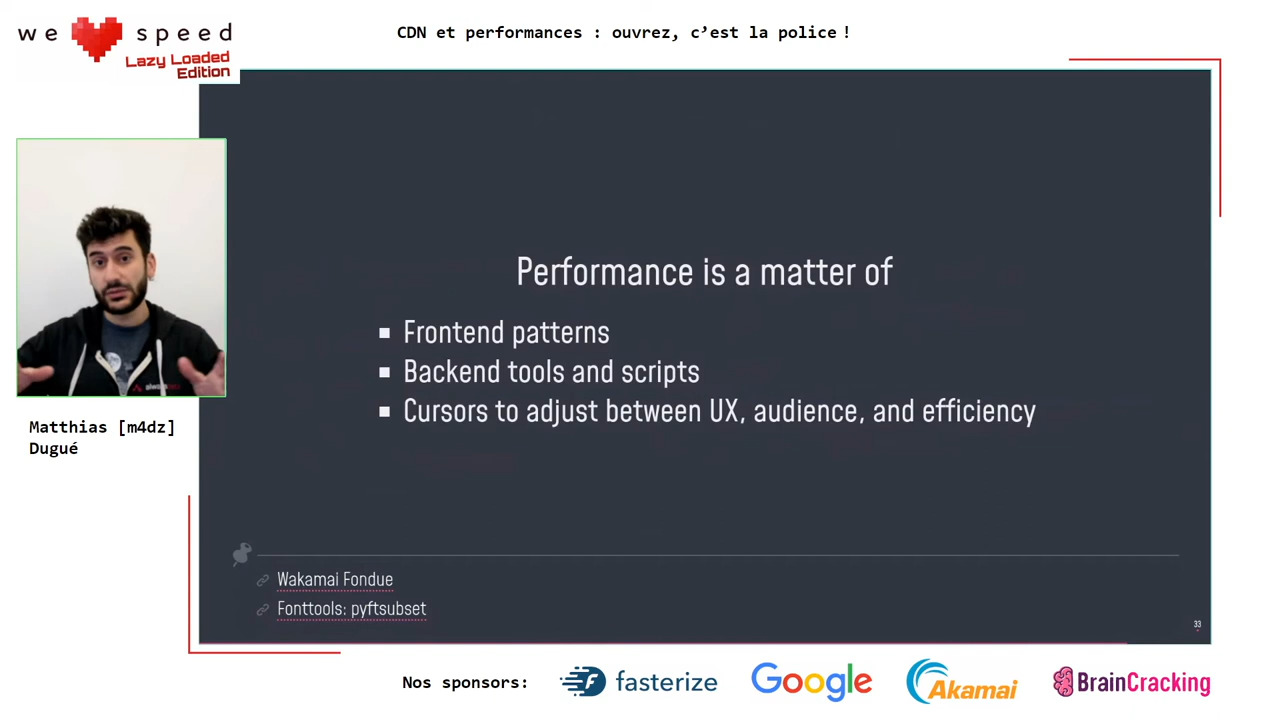 we speed
Lazy Loaded
Edition
CDN et performances : ouvrez, c’est la police !
Performance is a matter of
Frontend patterns
Backend tools and scripts
Cursors to adjust between UX, audience, and efficiency
Matthias [m4dz]
Dugué
Wakamai Fondue
Fonttools: pyftsubset
33
Nos sponsors:
fasterize
Google
Akamai
BrainCracking